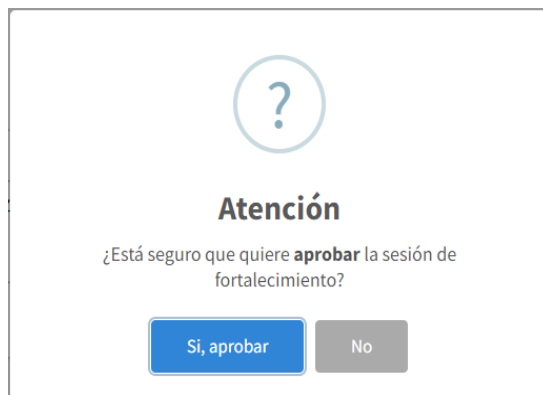 ?
Atención
¿Está seguro que quiere aprobar la sesión de
fortalecimiento?
Si, aprobar
No